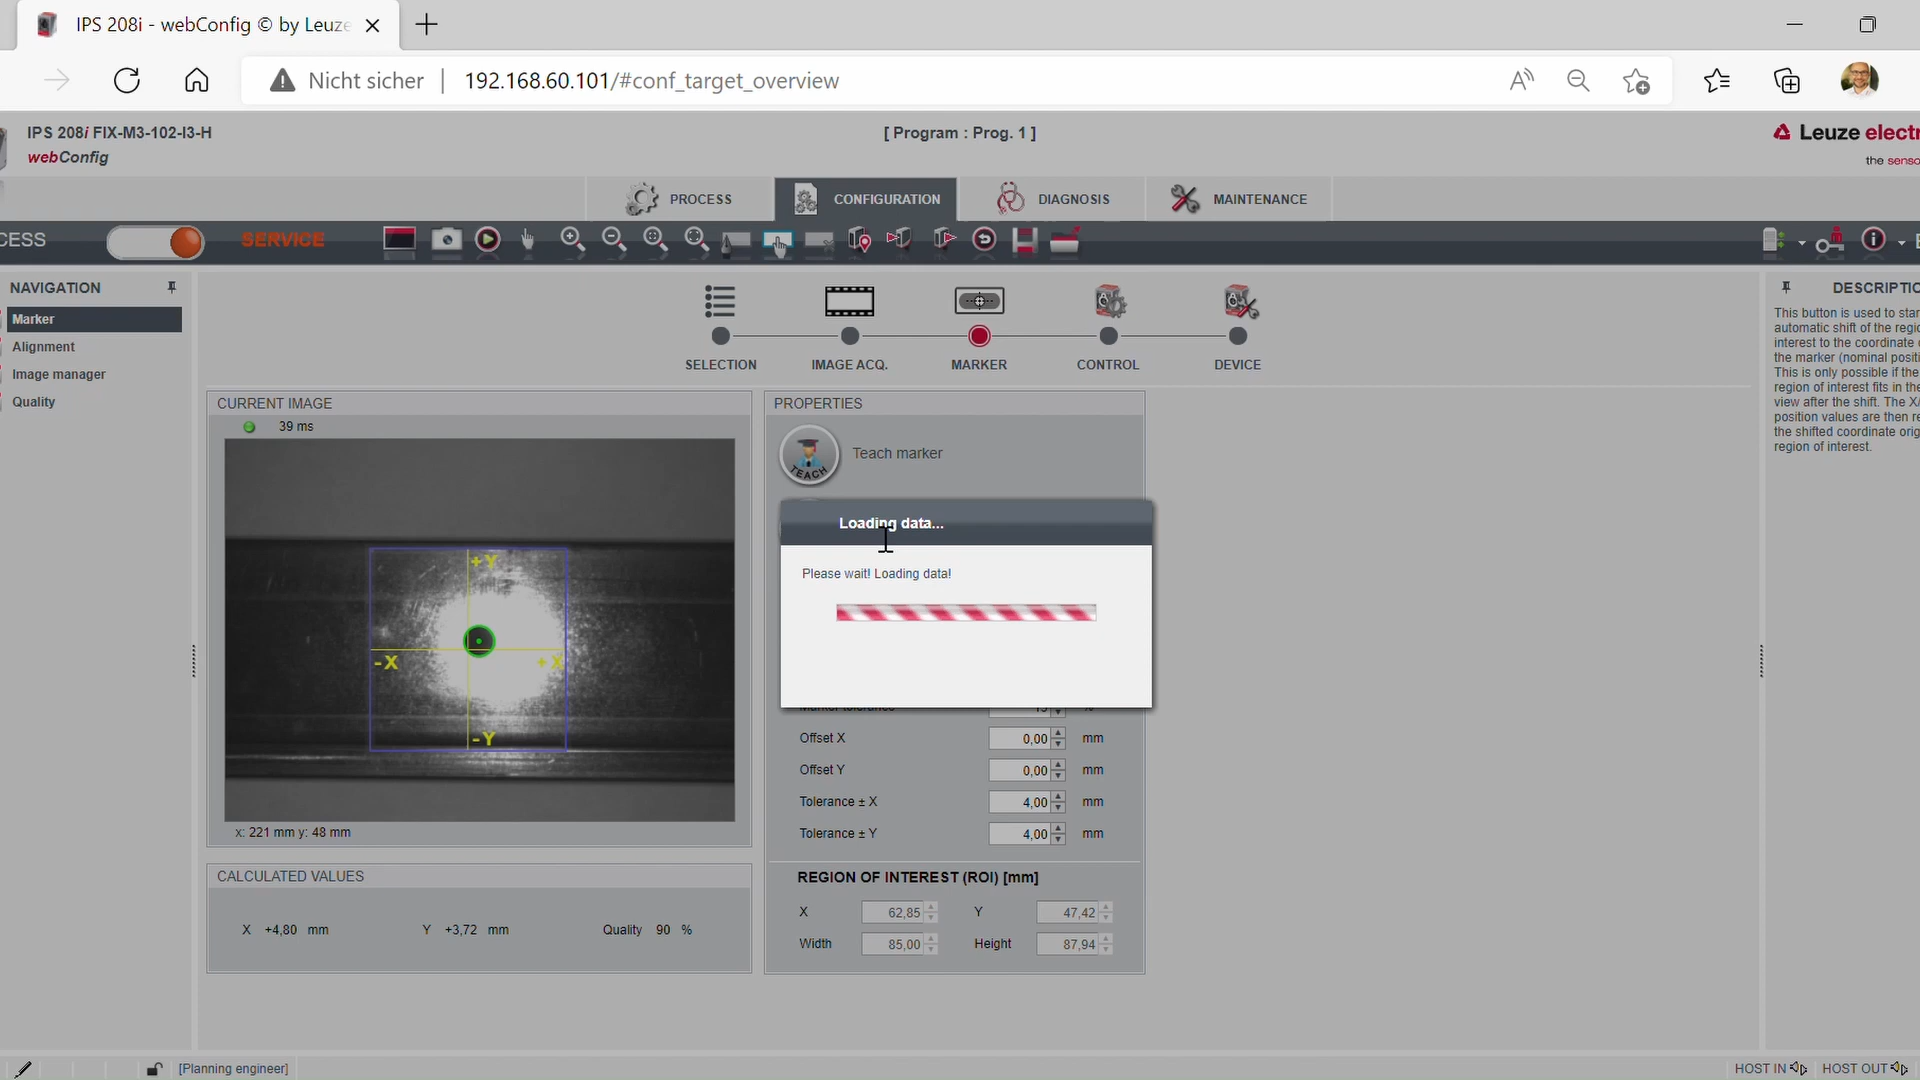 IPS 208i - webConfig © by Leuze
Nicht sicher
192.168.60.101/#conf_target_overview
IPS 208i FIX-M3-102-I3-H
webConfig
[ Program : Prog. 1 ]
Leuze electr
the senso
PROCESS
CONFIGURATION
DIAGNOSIS
MAINTENANCE
CESS
SERVICE
NAVIGATION
Marker
Alignment
Image manager
Quality
SELECTION
IMAGE ACQ.
MARKER
CONTROL
DEVICE
CURRENT IMAGE
39 ms
+Y
-X
+X
-Y
x: 221 mm y: 48 mm
CALCULATED VALUES
X +4,80 mm
Y +3,72 mm
Quality 90 %
PROPERTIES
TEACH
Teach marker
Loading data...
Please wait! Loading data!
Marker tolerance 15 %
Offset X 0,00 mm
Offset Y 0,00 mm
Tolerance ± X 4,00 mm
Tolerance ± Y 4,00 mm
REGION OF INTEREST (ROI) [mm]
X 62,85 Y 47,42
Width 85,00 Height 87,94
DESCRIPTIO
This button is used to star
automatic shift of the regio
interest to the coordinate
the marker (nominal positi
This is only possible if the
region of interest fits in the
view after the shift. The X/
position values are then re
the shifted coordinate orig
region of interest.
[Planning engineer]
HOST IN
HOST OUT